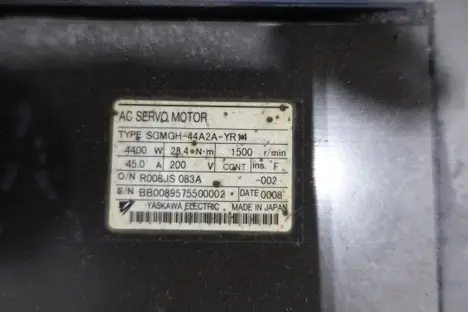 AC SERVO MOTOR
TYPE SGMGH-44A2A-YR14
4400 W 28.4 N·m 1500 r/min
45.0 A 200 V CONT ins. F
O/N R008JS 083A -002
S/N BB0089575500002 DATE 0008
YASKAWA ELECTRIC MADE IN JAPAN